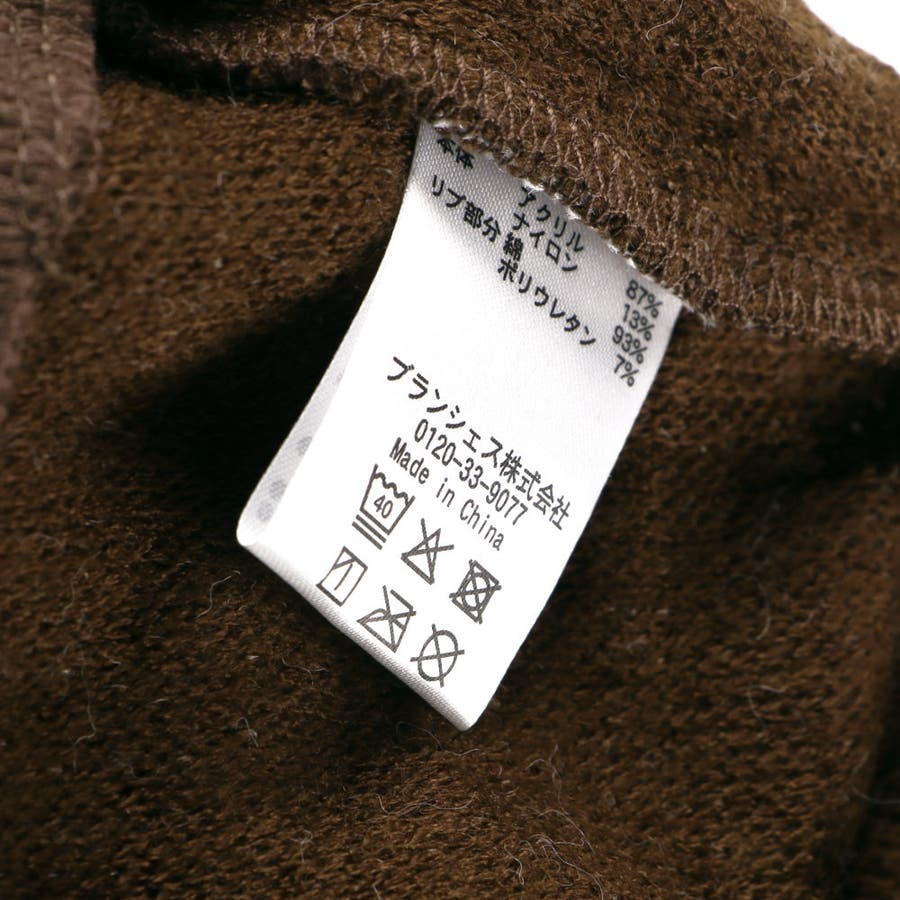 本体 アクリル 87%
ナイロン 13%
リブ部分 綿 93%
ポリウレタン 7%
ブランシェス株式会社
0120-33-9077
Made in China
40